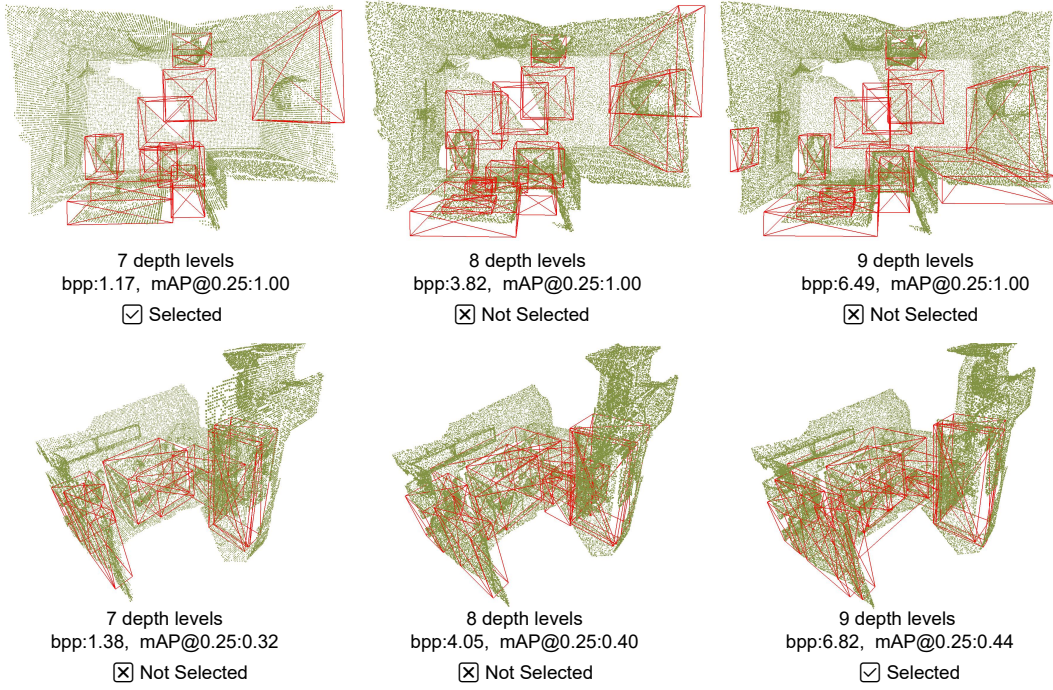 7 depth levels
bpp:1.17, mAP@0.25:1.00
Selected
8 depth levels
bpp:3.82, mAP@0.25:1.00
Not Selected
9 depth levels
bpp:6.49, mAP@0.25:1.00
Not Selected
7 depth levels
bpp:1.38, mAP@0.25:0.32
Not Selected
8 depth levels
bpp:4.05, mAP@0.25:0.40
Not Selected
9 depth levels
bpp:6.82, mAP@0.25:0.44
Selected